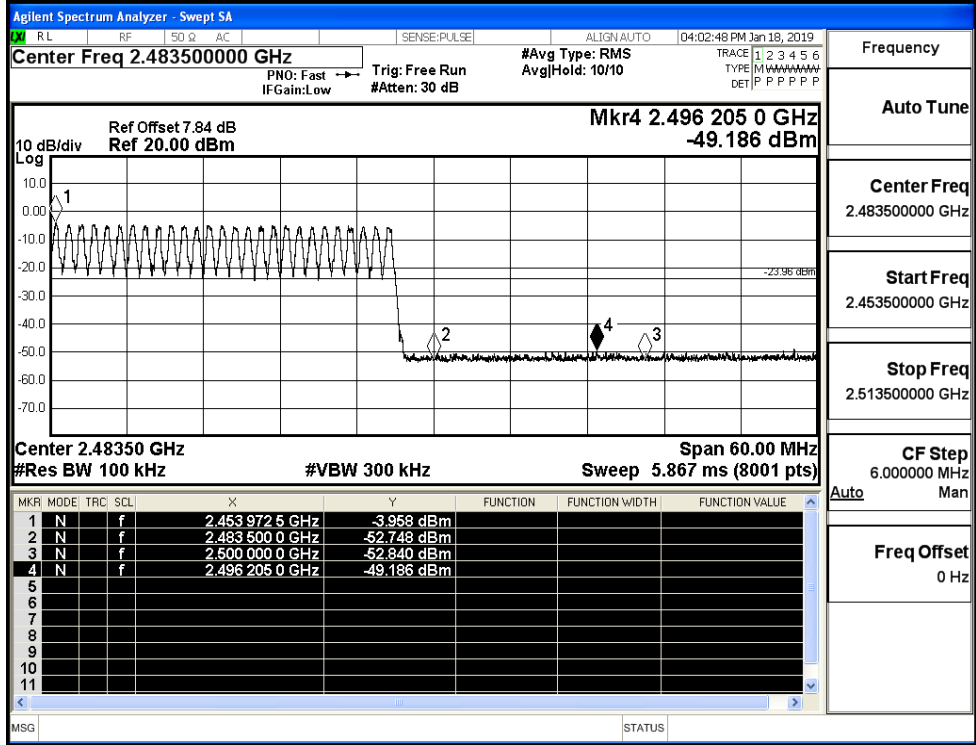 Agilent Spectrum Analyzer - Swept SA
LXI RL RF 50 Ω AC SENSE:PULSE ALIGN AUTO 04:02:48 PM Jan 18, 2019
Center Freq 2.483500000 GHz
PNO: Fast
IFGain:Low
Trig: Free Run
#Atten: 30 dB
#Avg Type: RMS
Avg|Hold: 10/10
TRACE 1 2 3 4 5 6
TYPE MWWWWW
DET P P P P P P
Mkr4 2.496 205 0 GHz
-49.186 dBm
10 dB/div
Log
Ref Offset 7.84 dB
Ref 20.00 dBm
10.0
0.00
-10.0
-20.0
-30.0
-40.0
-50.0
-60.0
-70.0
1
2
4
3
-23.96 dBm
Center 2.48350 GHz Span 60.00 MHz
#Res BW 100 kHz #VBW 300 kHz Sweep 5.867 ms (8001 pts)
MKR MODE TRC SCL X Y FUNCTION FUNCTION WIDTH FUNCTION VALUE
1 N f 2.453 972 5 GHz -3.958 dBm
2 N f 2.483 500 0 GHz -52.748 dBm
3 N f 2.500 000 0 GHz -52.840 dBm
4 N f 2.496 205 0 GHz -49.186 dBm
5
6
7
8
9
10
11
MSG STATUS
Frequency
Auto Tune
Center Freq
2.483500000 GHz
Start Freq
2.453500000 GHz
Stop Freq
2.513500000 GHz
CF Step
6.000000 MHz
Auto Man
Freq Offset
0 Hz